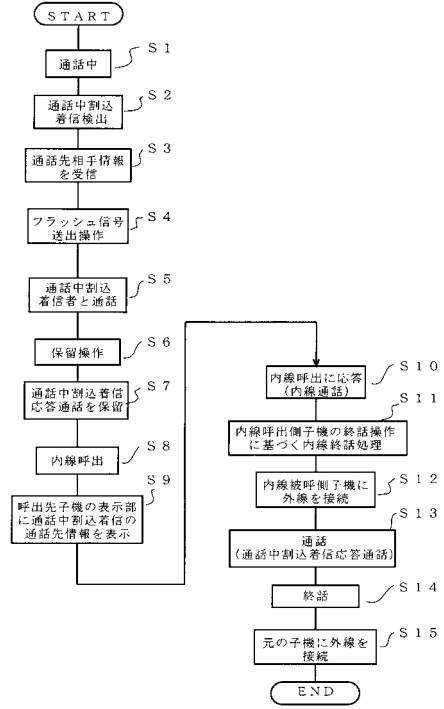 START
S1
通話中
S2
通話中割込
着信検出
S3
通話先相手情報
を受信
S4
フラッシュ信号
送出操作
S5
通話中割込
着信者と通話
S6
保留操作
S7
通話中割込着信
応答通話を保留
S8
内線呼出
S9
呼出先子機の表示部
に通話中割込着信の
通話先情報を表示
S10
内線呼出に応答
(内線通話)
S11
内線呼出側子機の終話操作
に基づく内線終話処理
S12
内線被呼側子機に
外線を接続
S13
通話
(通話中割込着信応答通話)
S14
終話
S15
元の子機に外線を
接続
END